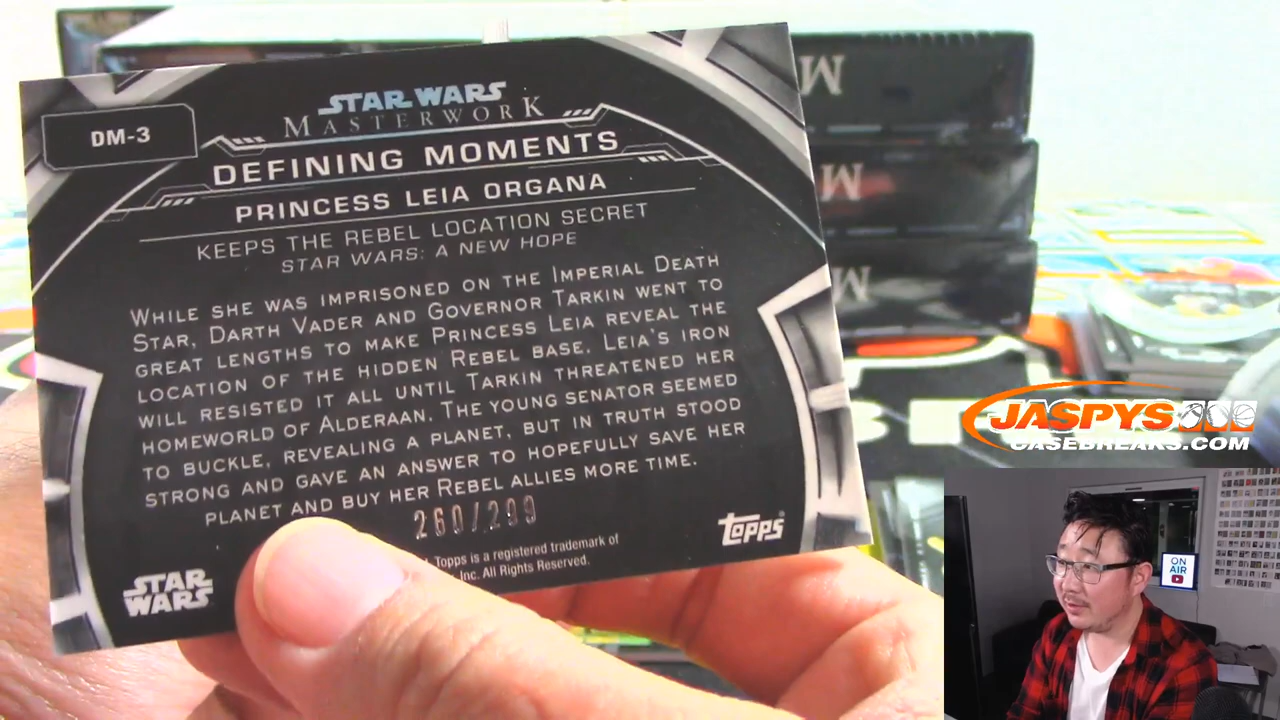 DM-3
STAR WARS
MASTERWORK
DEFINING MOMENTS
PRINCESS LEIA ORGANA
KEEPS THE REBEL LOCATION SECRET
STAR WARS: A NEW HOPE
WHILE SHE WAS IMPRISONED ON THE IMPERIAL DEATH
STAR, DARTH VADER AND GOVERNOR TARKIN WENT TO
GREAT LENGTHS TO MAKE PRINCESS LEIA REVEAL THE
LOCATION OF THE HIDDEN REBEL BASE. LEIA'S IRON
WILL RESISTED IT ALL UNTIL TARKIN THREATENED HER
HOMEWORLD OF ALDERAAN. THE YOUNG SENATOR SEEMED
TO BUCKLE, REVEALING A PLANET, BUT IN TRUTH STOOD
STRONG AND GAVE AN ANSWER TO HOPEFULLY SAVE HER
PLANET AND BUY HER REBEL ALLIES MORE TIME.
260/299
Topps is a registered trademark of
Inc. All Rights Reserved.
topps
STAR
WARS
M
M
M
JASPYS
CASEBREAKS.COM
ON
AIR